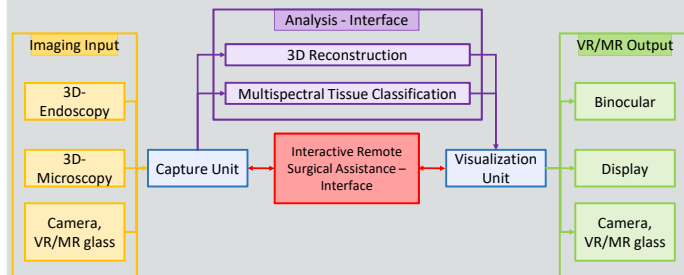 Analysis - Interface
Imaging Input
VR/MR Output
3D Reconstruction
3D-
Endoscopy
Multispectral Tissue Classification
Binocular
3D-
Microscopy
Capture Unit
Interactive Remote
Surgical Assistance –
Interface
Visualization
Unit
Display
Camera,
VR/MR glass
Camera,
VR/MR glass